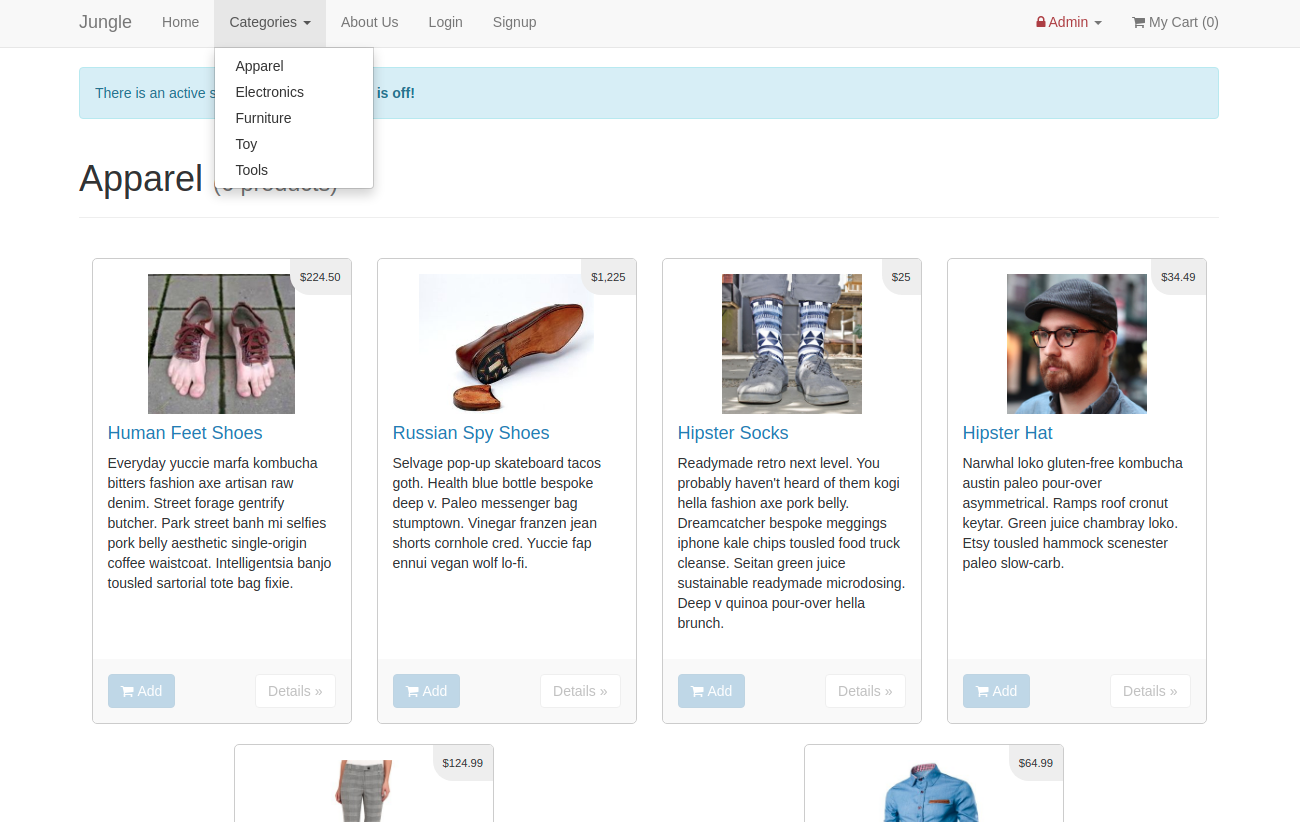 Jungle Home Categories About Us Login Signup Admin My Cart (0)
Apparel
Electronics
Furniture
Toy
Tools
There is an active s is off!
Apparel
$224.50
Human Feet Shoes
Everyday yuccie marfa kombucha
bitters fashion axe artisan raw
denim. Street forage gentrify
butcher. Park street banh mi selfies
pork belly aesthetic single-origin
coffee waistcoat. Intelligentsia banjo
tousled sartorial tote bag fixie.
Add Details »
$1,225
Russian Spy Shoes
Selvage pop-up skateboard tacos
goth. Health blue bottle bespoke
deep v. Paleo messenger bag
stumptown. Vinegar franzen jean
shorts cornhole cred. Yuccie fap
ennui vegan wolf lo-fi.
Add Details »
$25
Hipster Socks
Readymade retro next level. You
probably haven't heard of them kogi
hella fashion axe pork belly.
Dreamcatcher bespoke meggings
iphone kale chips tousled food truck
cleanse. Seitan green juice
sustainable readymade microdosing.
Deep v quinoa pour-over hella
brunch.
Add Details »
$34.49
Hipster Hat
Narwhal loko gluten-free kombucha
austin paleo pour-over
asymmetrical. Ramps roof cronut
keytar. Green juice chambray loko.
Etsy tousled hammock scenester
paleo slow-carb.
Add Details »
$124.99
$64.99